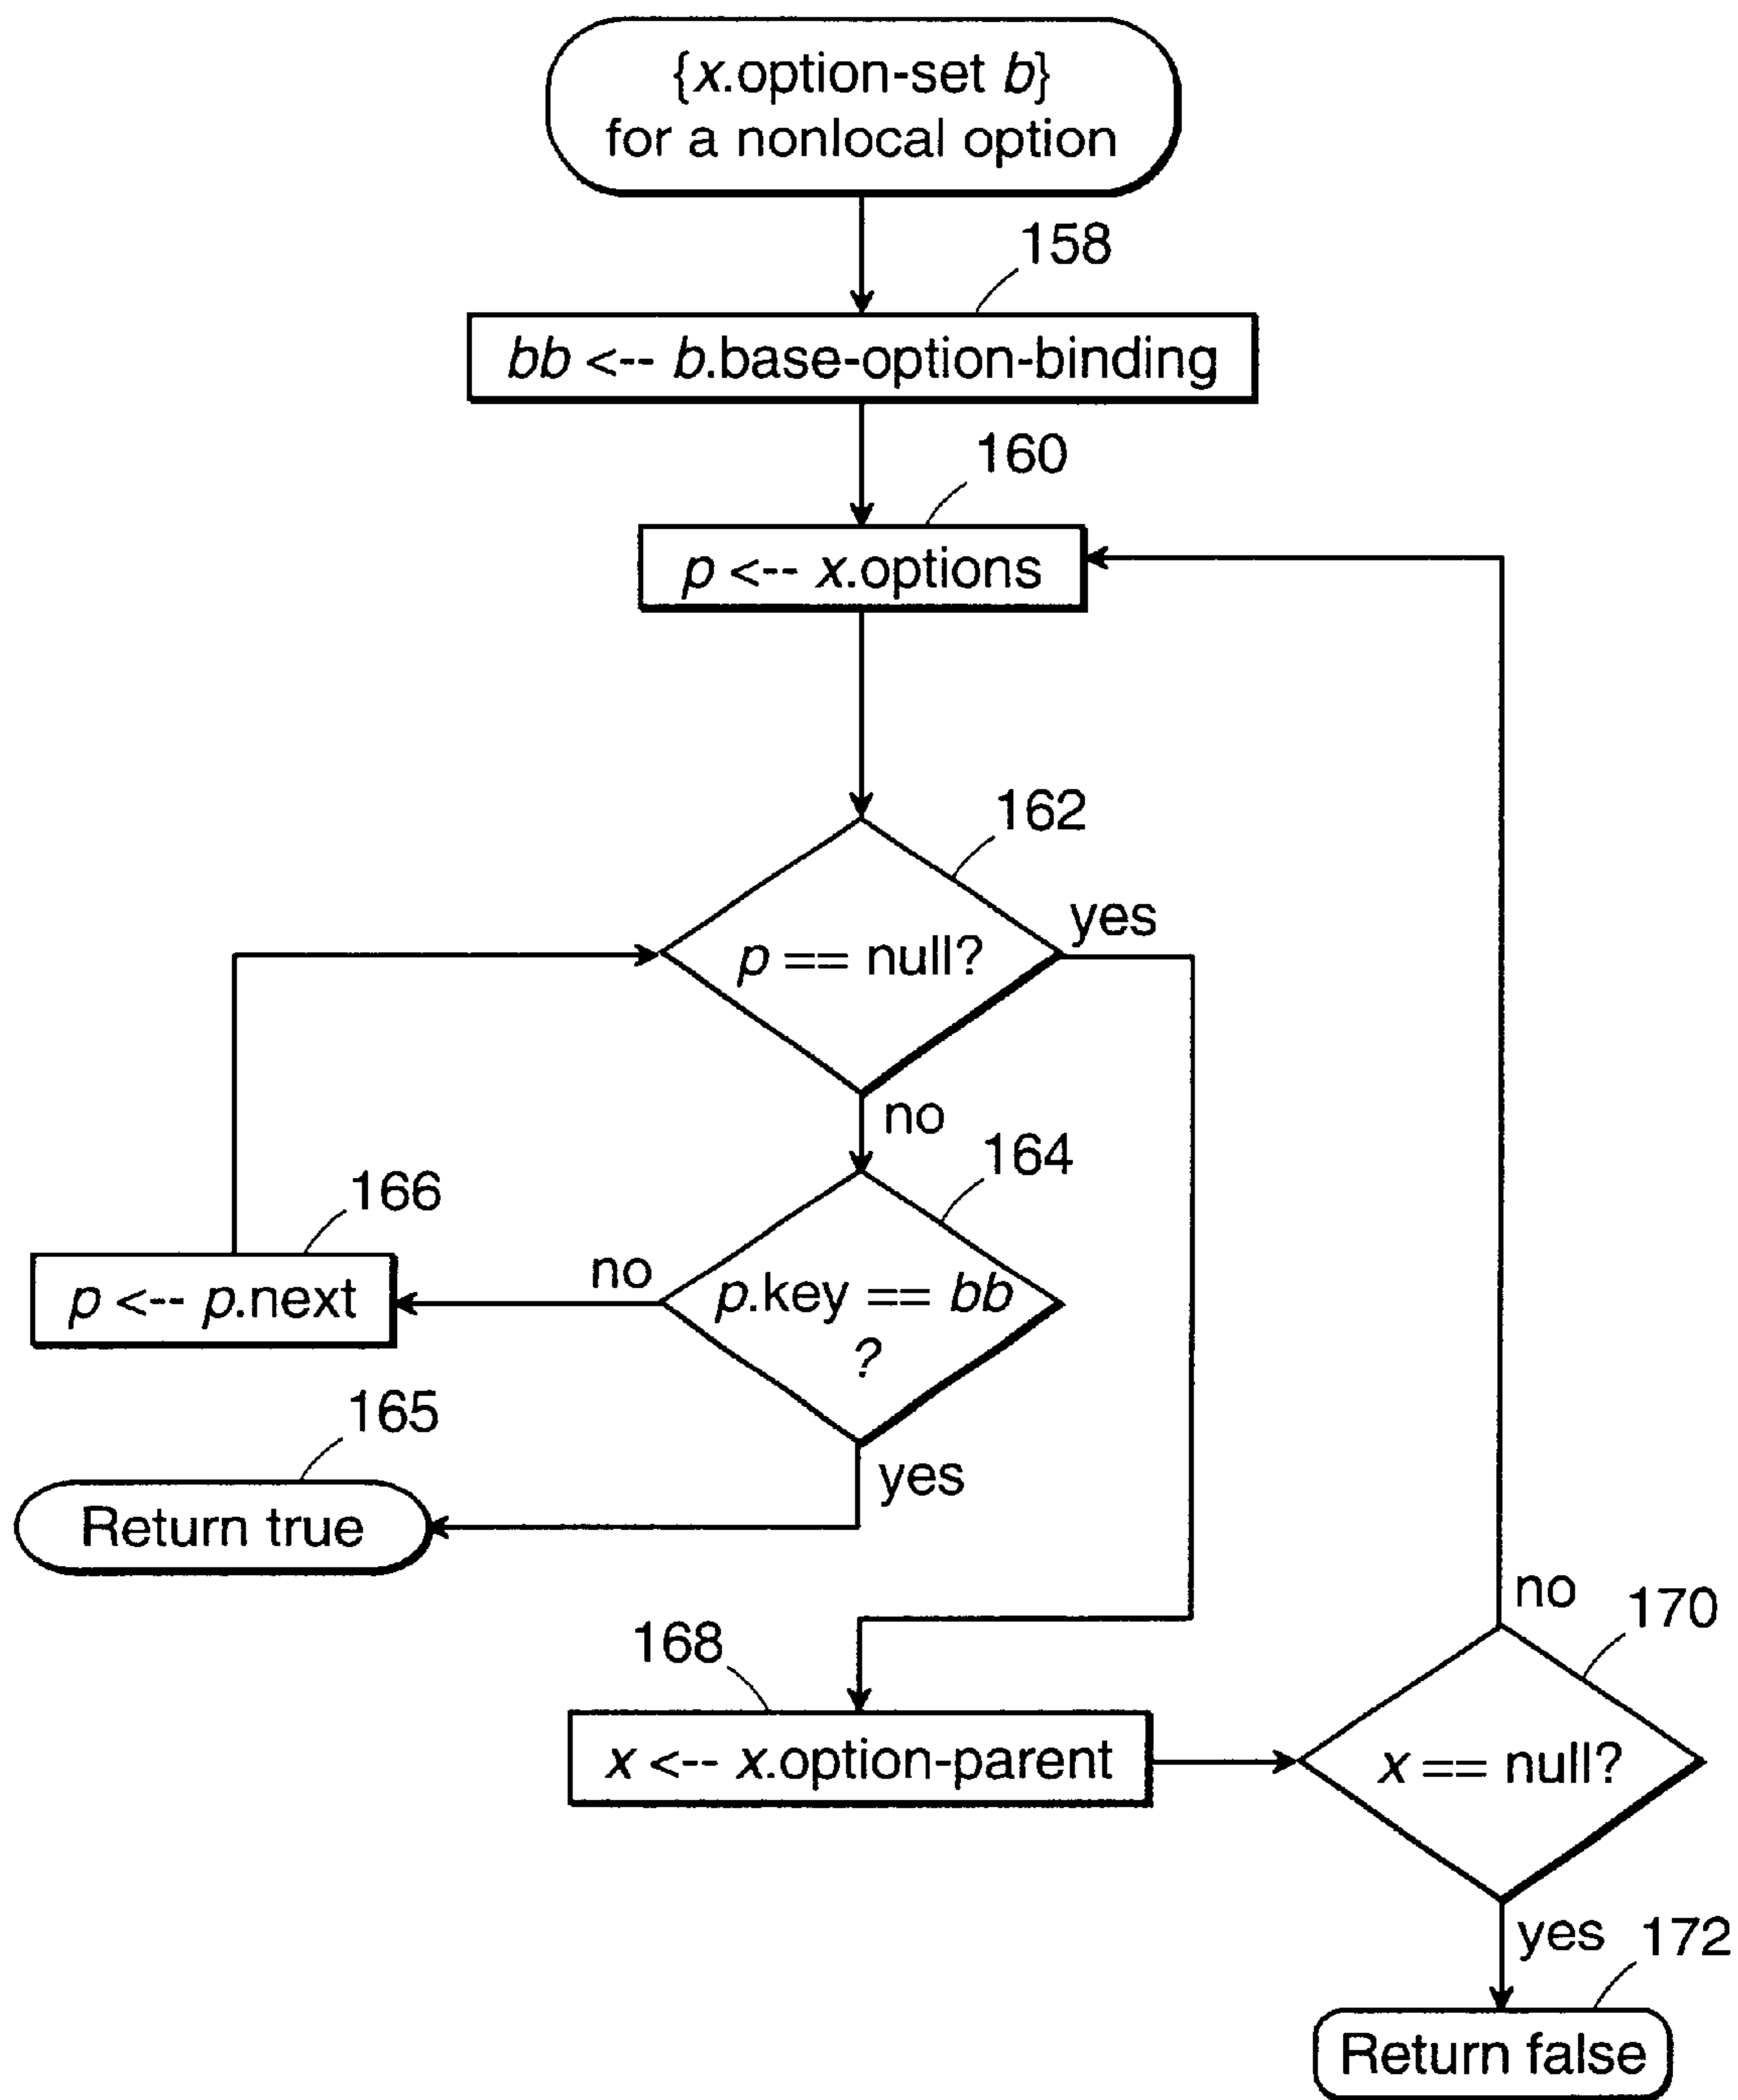 {x.option-set b}
for a nonlocal option
158
bb <-- b.base-option-binding
160
p <-- x.options
162
yes
p == null?
no
164
166
no
p.key == bb
p <-- p.next
?
165
yes
Return true
no
170
168
x <-- x.option-parent
x == null?
yes
172
Return false